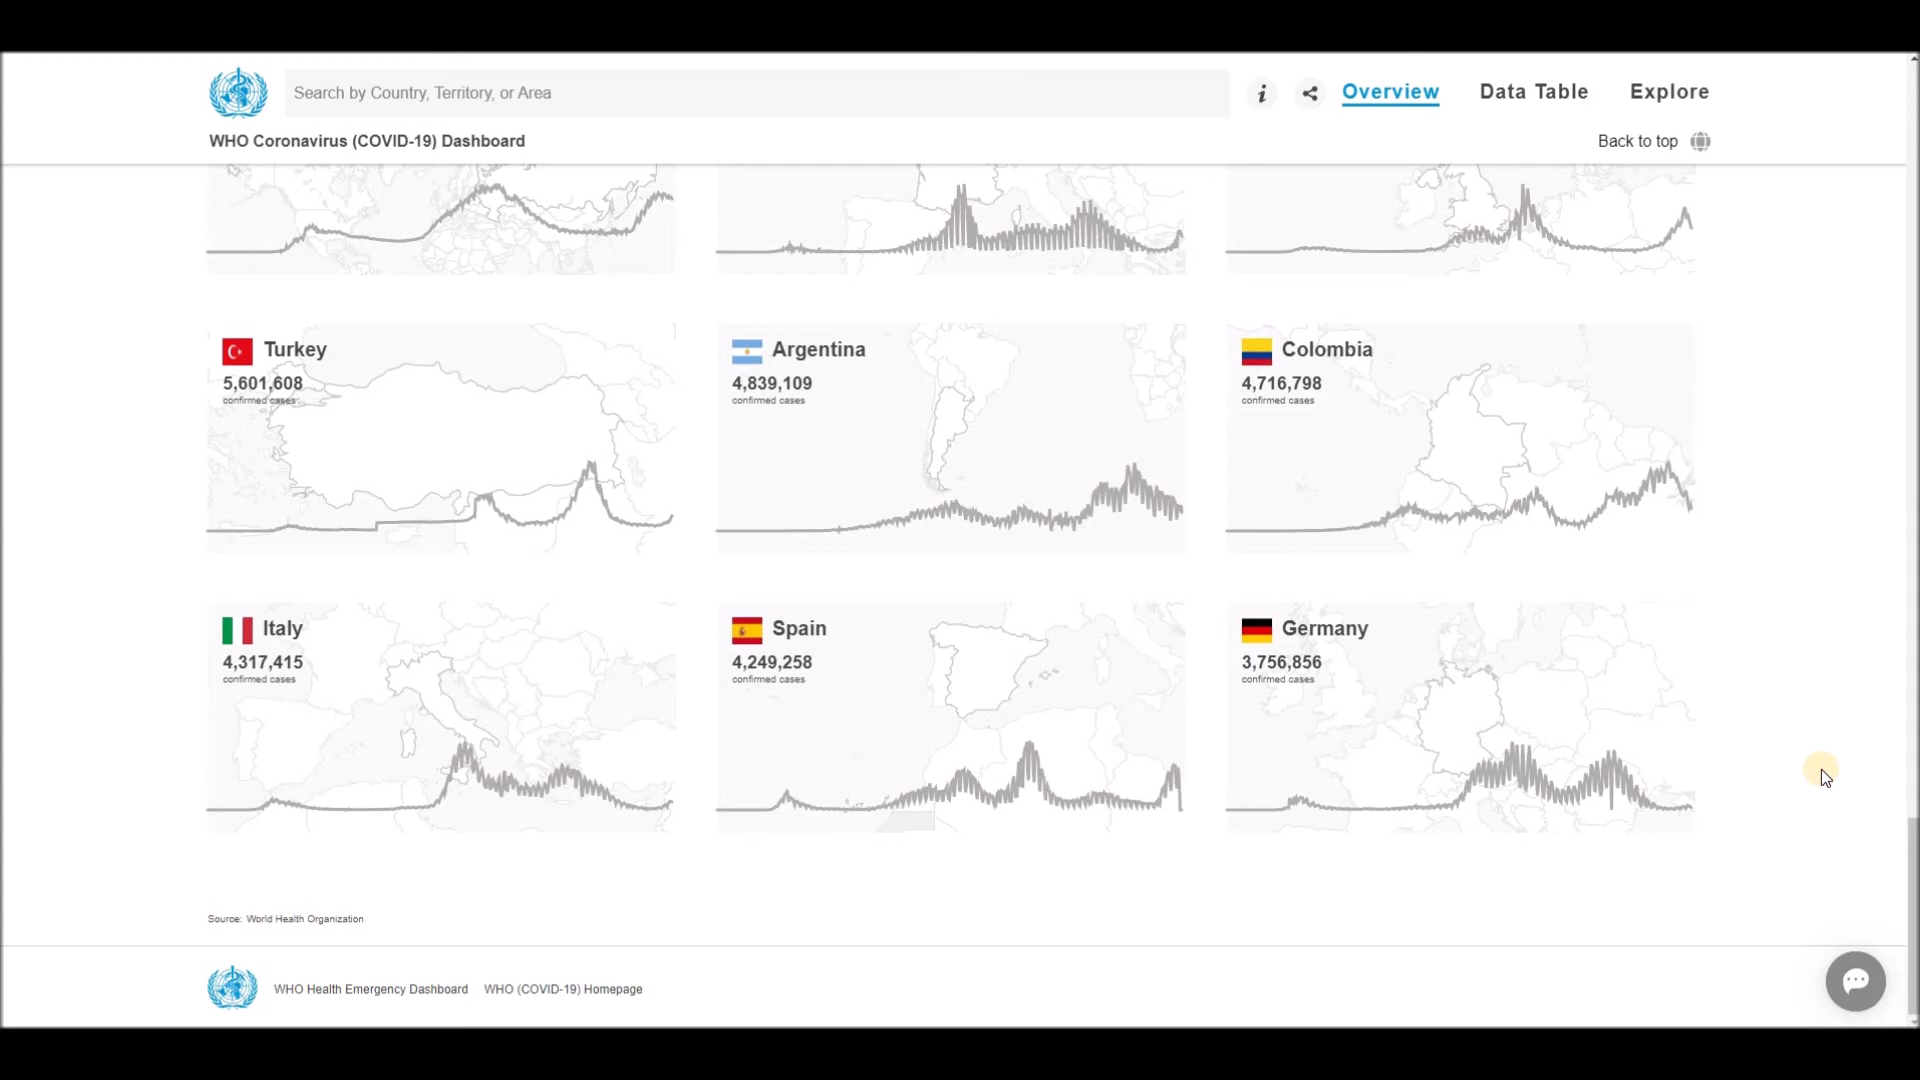 Search by Country, Territory, or Area
i
Overview
Data Table
Explore
WHO Coronavirus (COVID-19) Dashboard
Back to top
Turkey
5,601,608
confirmed cases
Argentina
4,839,109
confirmed cases
Colombia
4,716,798
confirmed cases
Italy
4,317,415
confirmed cases
Spain
4,249,258
confirmed cases
Germany
3,756,856
confirmed cases
Source: World Health Organization
WHO Health Emergency Dashboard
WHO (COVID-19) Homepage